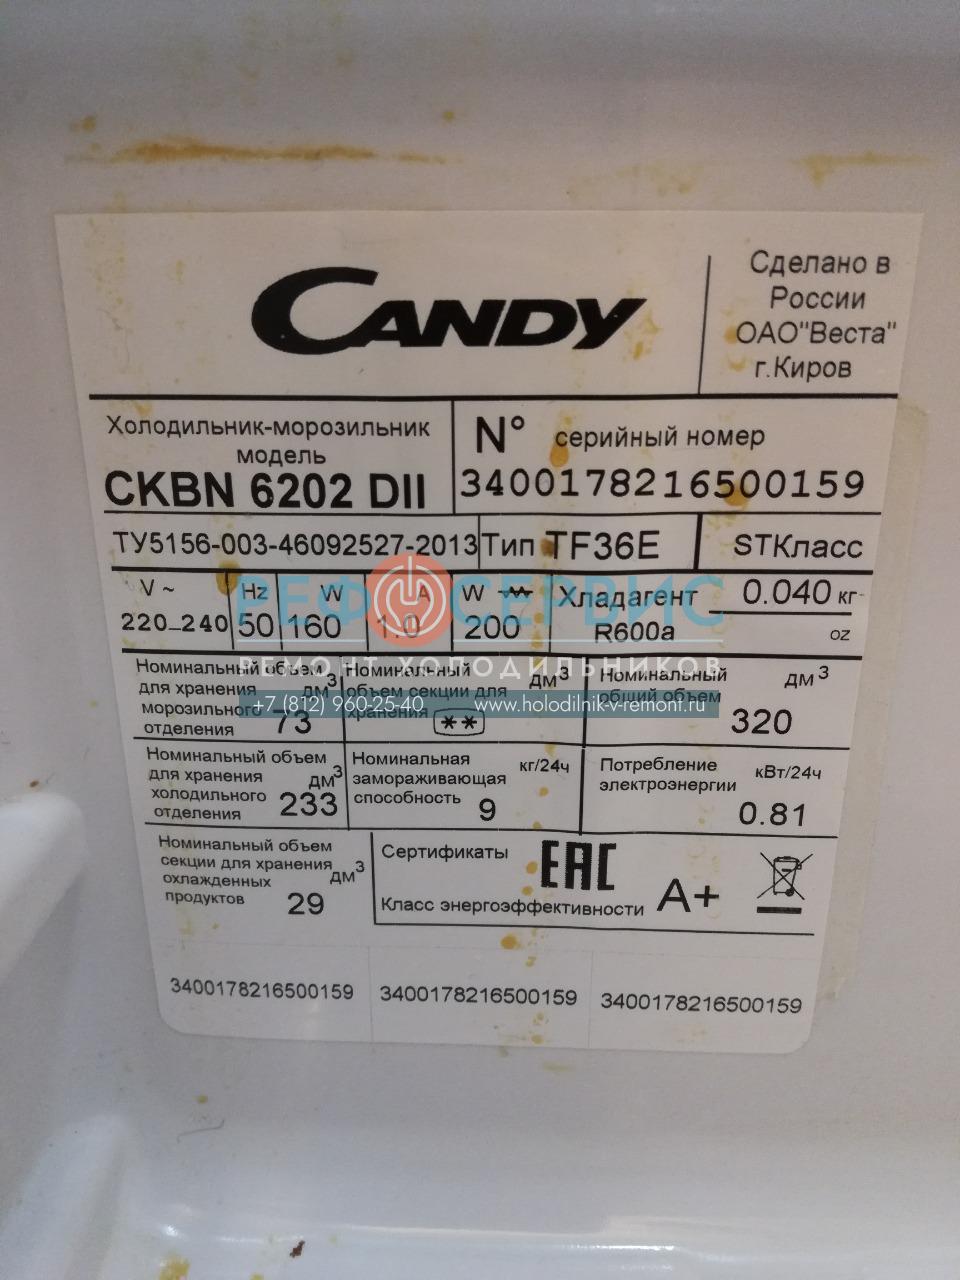 CANDY
Сделано в
России
ОАО"Веста"
г.Киров
Холодильник-морозильник
модель
CKBN 6202 DII
N° серийный номер
3400178216500159
ТУ5156-003-46092527-2013
Тип TF36E
STКласс
V ~
220_240
Hz
50
W
160
A
1.0
W
200
Хладагент
R600a
0.040 кг
oz
РЕФ СЕРВИС
РЕМОНТ ХОЛОДИЛЬНИКОВ
+7 (812) 960-25-40
www.holodilnik-v-remont.ru
Номинальный объем
для хранения дм3
морозильного 73
отделения
Номинальный дм3
объем секции для
хранения **
Номинальный дм3
общий объем
320
Номинальный объем
для хранения дм3
холодильного 233
отделения
Номинальная кг/24ч
замораживающая
способность 9
Потребление кВт/24ч
электроэнергии
0.81
Номинальный объем
секции для хранения дм3
охлажденных
продуктов 29
Сертификаты EAC
Класс энергоэффективности A+
3400178216500159 3400178216500159 3400178216500159